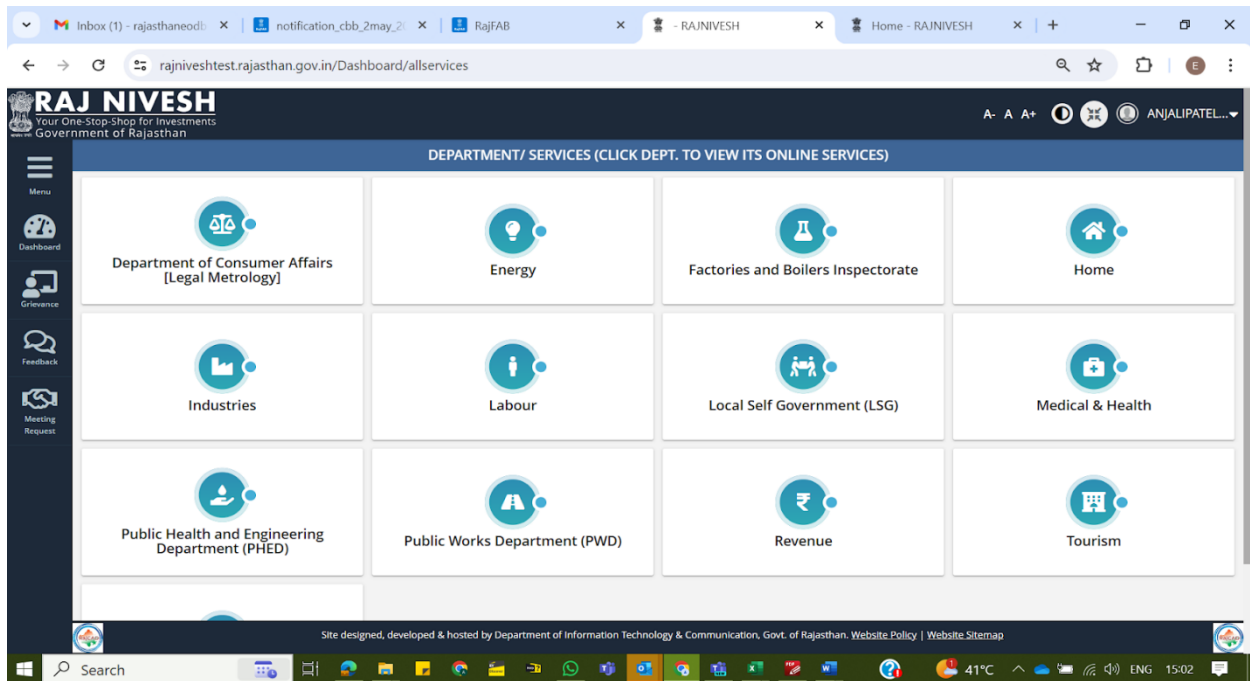 Inbox (1) - rajasthaneodb
notification_cbb_2may_20
RajFAB
- RAJNIVESH
Home - RAJNIVESH
rajniveshtest.rajasthan.gov.in/Dashboard/allservices
E
RAJ NIVESH
Your One-Stop-Shop for Investments
Government of Rajasthan
A- A A+
ANJALIPATEL...
DEPARTMENT/ SERVICES (CLICK DEPT. TO VIEW ITS ONLINE SERVICES)
Menu
Dashboard
Grievance
Feedback
Meeting
Request
Department of Consumer Affairs
[Legal Metrology]
Energy
Factories and Boilers Inspectorate
Home
Industries
Labour
Local Self Government (LSG)
Medical & Health
Public Health and Engineering
Department (PHED)
Public Works Department (PWD)
Revenue
Tourism
Site designed, developed & hosted by Department of Information Technology & Communication, Govt. of Rajasthan. Website Policy | Website Sitemap
Search
41°C
ENG
15:02